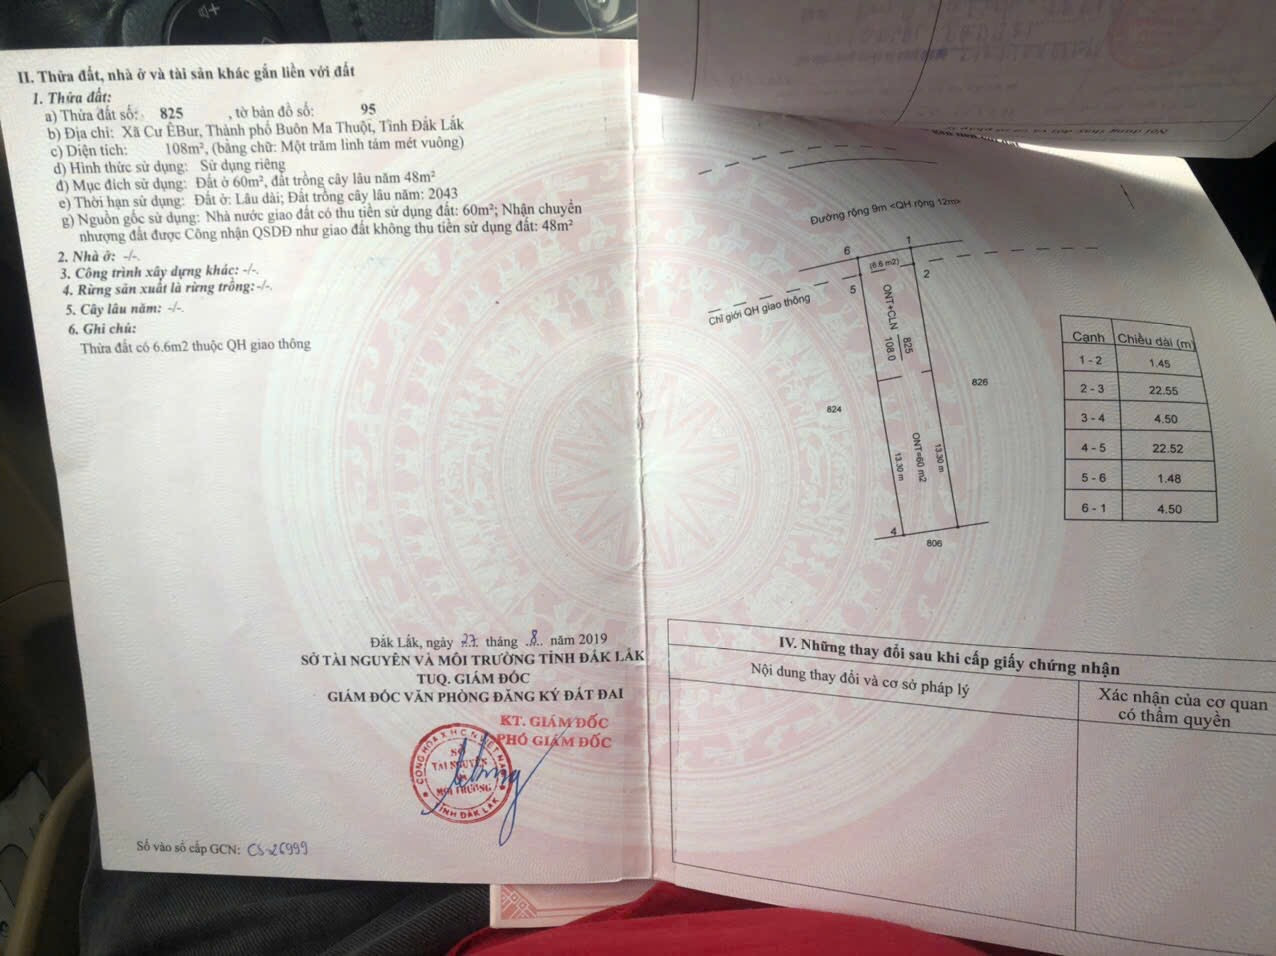 II. Thửa đất, nhà ở và tài sản khác gắn liền với đất
1. Thửa đất:
a) Thửa đất số: 825 , tờ bản đồ số: 95
b) Địa chỉ: Xã Cư ÊBur, Thành phố Buôn Ma Thuột, Tỉnh Đắk Lắk
c) Diện tích: 108m², (bằng chữ: Một trăm linh tám mét vuông)
d) Hình thức sử dụng: Sử dụng riêng
đ) Mục đích sử dụng: Đất ở 60m², đất trồng cây lâu năm 48m²
e) Thời hạn sử dụng: Đất ở: Lâu dài; Đất trồng cây lâu năm: 2043
g) Nguồn gốc sử dụng: Nhà nước giao đất có thu tiền sử dụng đất: 60m²; Nhận chuyển
nhượng đất được Công nhận QSDĐ như giao đất không thu tiền sử dụng đất: 48m²
2. Nhà ở: -/-.
3. Công trình xây dựng khác: -/-.
4. Rừng sản xuất là rừng trồng: -/-.
5. Cây lâu năm: -/-.
6. Ghi chú:
Thửa đất có 6.6m2 thuộc QH giao thông
Đắk Lắk, ngày 27 tháng 8 năm 2019
SỞ TÀI NGUYÊN VÀ MÔI TRƯỜNG TỈNH ĐẮK LẮK
TUQ. GIÁM ĐỐC
GIÁM ĐỐC VĂN PHÒNG ĐĂNG KÝ ĐẤT ĐAI
KT. GIÁM ĐỐC
PHÓ GIÁM ĐỐC
CỘNG HÒA X.H.C.N VIỆT NAM
SỞ
TÀI NGUYÊN
MÔI TRƯỜNG
TỈNH ĐẮK LẮK
Số vào sổ cấp GCN: CS-26999
Đường rộng 9m <QH rộng 12m>
6
1
(6.6 m2)
2
5
Chỉ giới QH giao thông
ONT+CLN 825
108.0
826
824
ONT=60 m2
13.30 m
13.30 m
4
806
Cạnh Chiều dài (m)
1 - 2 1.45
2 - 3 22.55
3 - 4 4.50
4 - 5 22.52
5 - 6 1.48
6 - 1 4.50
IV. Những thay đổi sau khi cấp giấy chứng nhận
Nội dung thay đổi và cơ sở pháp lý
Xác nhận của cơ quan
có thẩm quyền